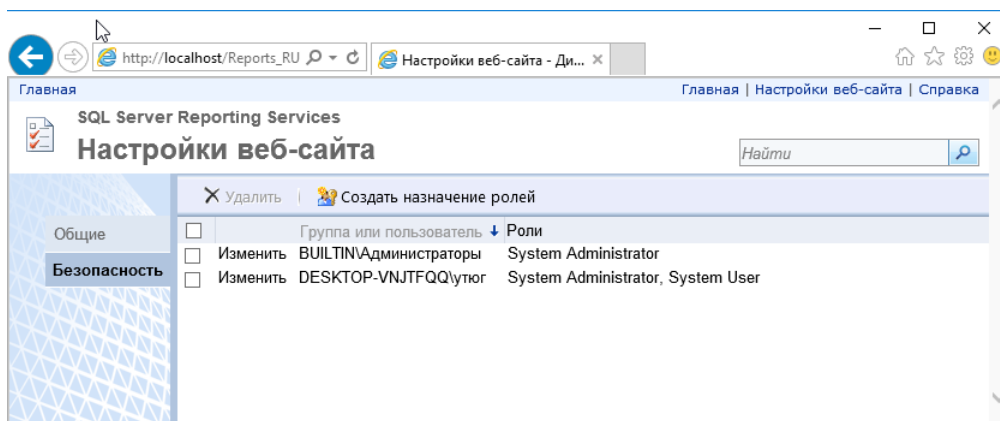 http://localhost/Reports_RU
Настройки веб-сайта - Ди...
Главная
Главная | Настройки веб-сайта | Справка
SQL Server Reporting Services
Настройки веб-сайта
Найти
Удалить
Создать назначение ролей
Общие
Безопасность
Группа или пользователь Роли
Изменить BUILTIN\Администраторы System Administrator
Изменить DESKTOP-VNJTFQQ\утюг System Administrator, System User